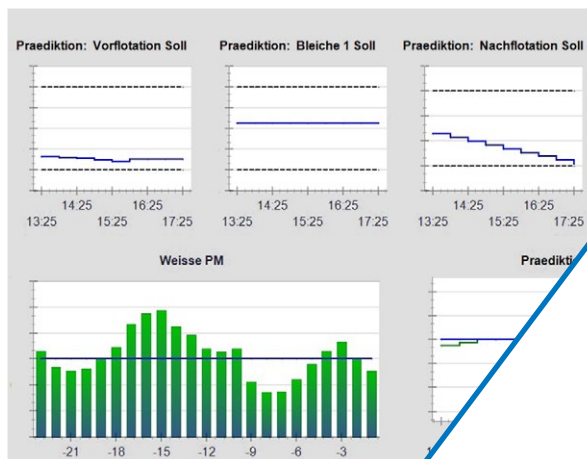 Praediktion: Vorflotation Soll
Praediktion: Bleiche 1 Soll
Praediktion: Nachflotation Soll
14:25 16:25
13:25 15:25 17:25
14:25 16:25
13:25 15:25 17:25
14:25 16:25
13:25 15:25 17:25
Weisse PM
Praedikti
-21 -18 -15 -12 -9 -6 -3